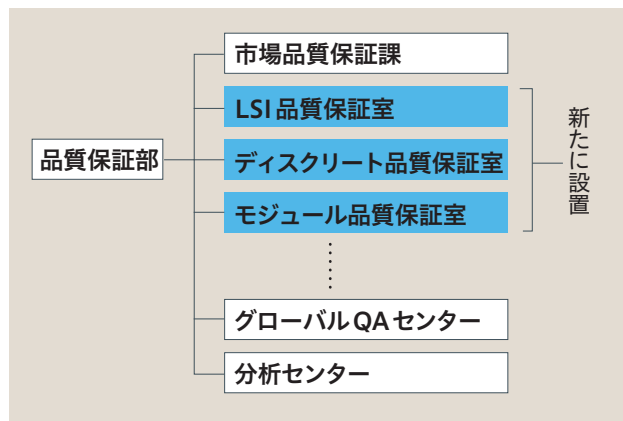 市場品質保証課
LSI品質保証室
品質保証部
ディスクリート品質保証室
モジュール品質保証室
新たに設置
グローバルQAセンター
分析センター